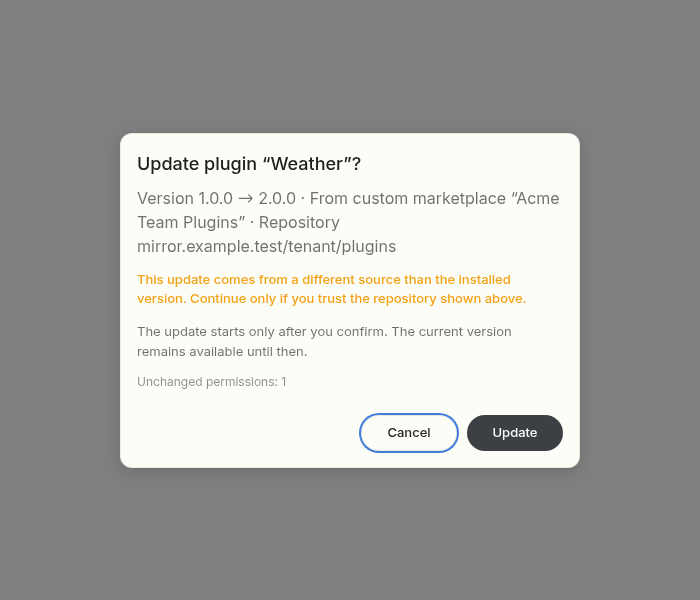 Update plugin “Weather”?
Version 1.0.0 → 2.0.0 · From custom marketplace “Acme
Team Plugins” · Repository
mirror.example.test/tenant/plugins
This update comes from a different source than the installed
version. Continue only if you trust the repository shown above.
The update starts only after you confirm. The current version
remains available until then.
Unchanged permissions: 1
Cancel
Update